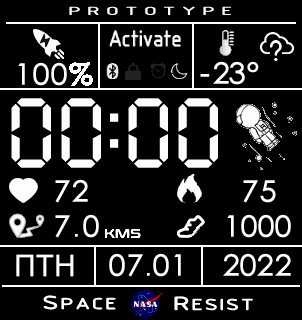 PROTOTYPE
Activate
100% -23°
00:00
72 75
7.0 KMS 1000
ПТН 07.01 2022
SPACE NASA RESIST